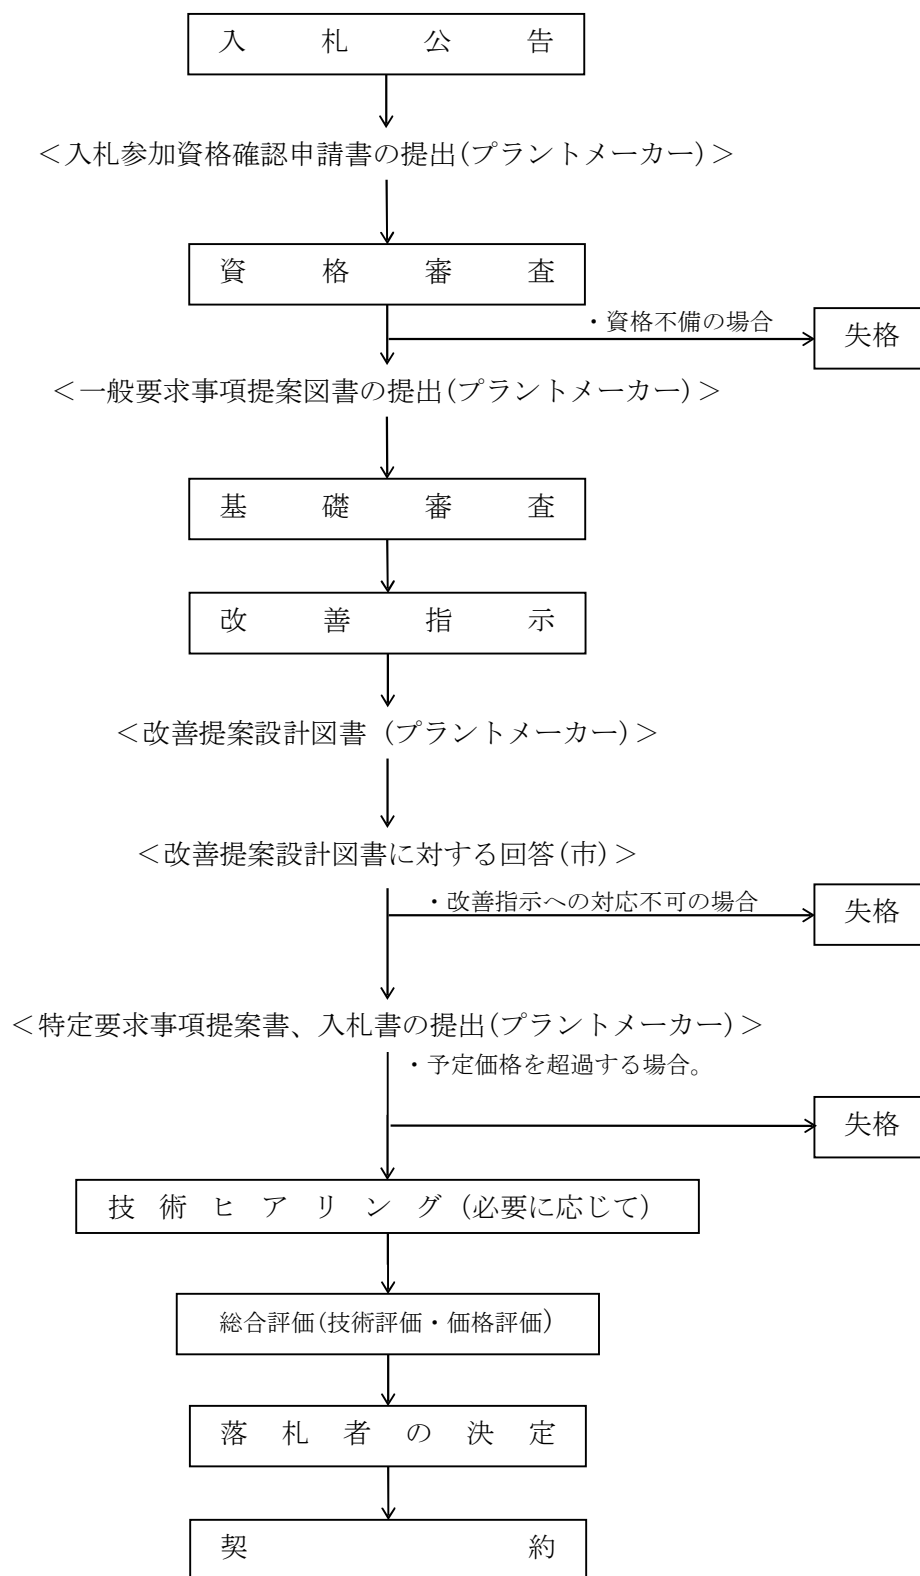 入札公告
＜入札参加資格確認申請書の提出(プラントメーカー)＞
資格審査
・資格不備の場合
失格
＜一般要求事項提案図書の提出(プラントメーカー)＞
基礎審査
改善指示
＜改善提案設計図書 (プラントメーカー)＞
＜改善提案設計図書に対する回答(市)＞
・改善指示への対応不可の場合
失格
＜特定要求事項提案書、入札書の提出(プラントメーカー)＞
・予定価格を超過する場合。
失格
技術ヒアリング(必要に応じて)
総合評価(技術評価・価格評価)
落札者の決定
契約